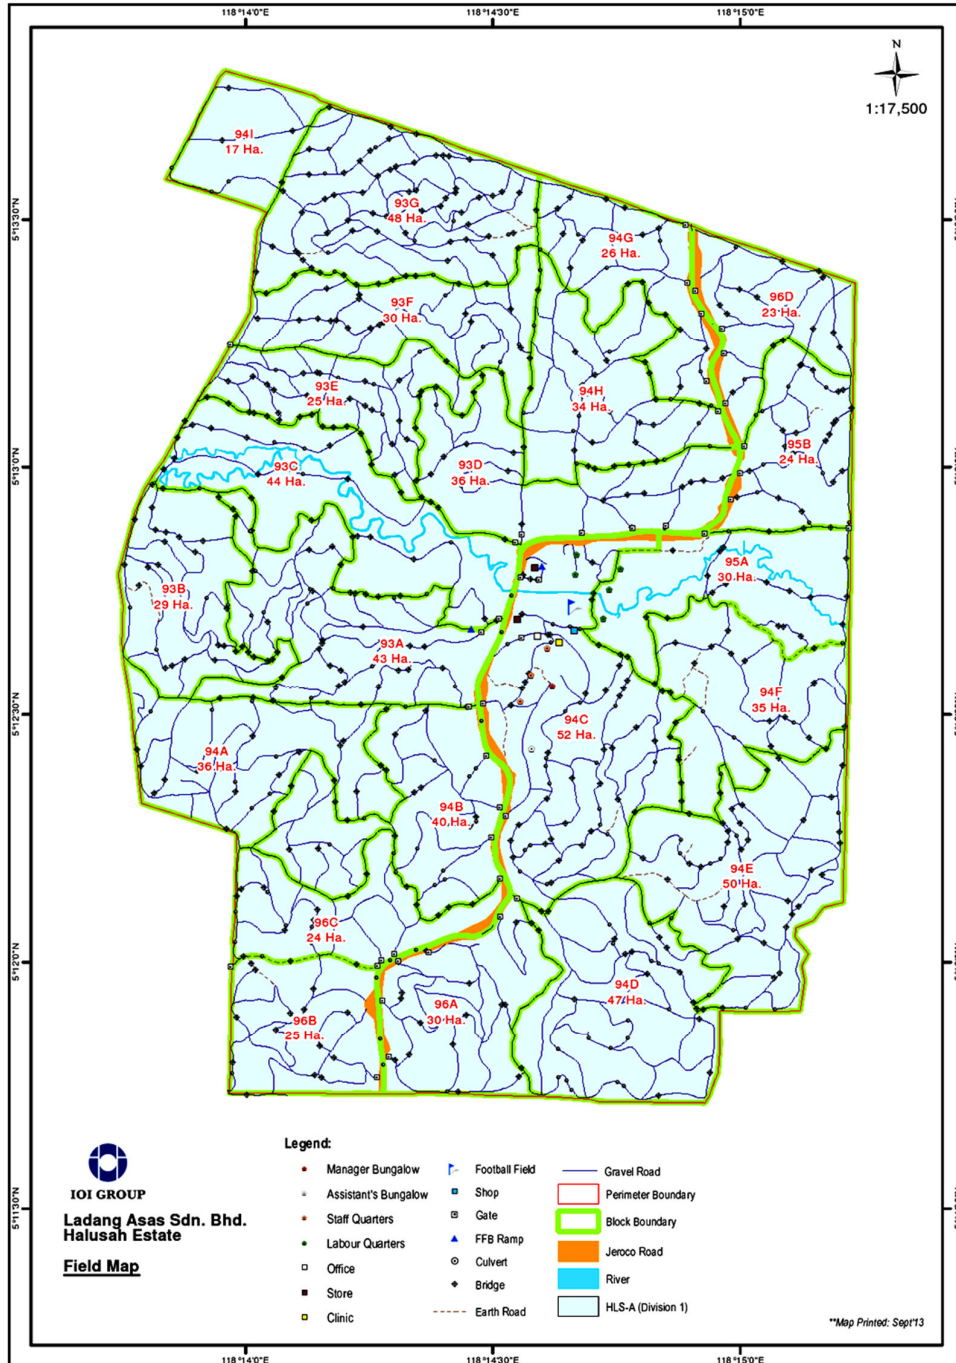 118°14'0"E
118°14'30"E
118°15'0"E
N
1:17,500
5°13'30"N
5°13'0"N
5°12'30"N
5°12'0"N
5°11'30"N
94I
17 Ha.
93G
48 Ha.
94G
26 Ha.
96D
23 Ha.
93F
30 Ha.
93E
25 Ha.
94H
34 Ha.
95B
24 Ha.
93C
44 Ha.
93D
36 Ha.
95A
30 Ha.
93B
29 Ha.
93A
43 Ha.
94F
35 Ha.
94C
52 Ha.
94A
36 Ha.
94B
40 Ha.
94E
50 Ha.
96C
24 Ha.
94D
47 Ha.
96A
30 Ha.
96B
25 Ha.
IOI GROUP
Ladang Asas Sdn. Bhd.
Halusah Estate
Field Map
Legend:
Manager Bungalow
Assistant's Bungalow
Staff Quarters
Labour Quarters
Office
Store
Clinic
Football Field
Shop
Gate
FFB Ramp
Culvert
Bridge
Earth Road
Gravel Road
Perimeter Boundary
Block Boundary
Jeroco Road
River
HLS-A (Division 1)
**Map Printed: Sept'13
118°14'0"E
118°14'30"E
118°15'0"E